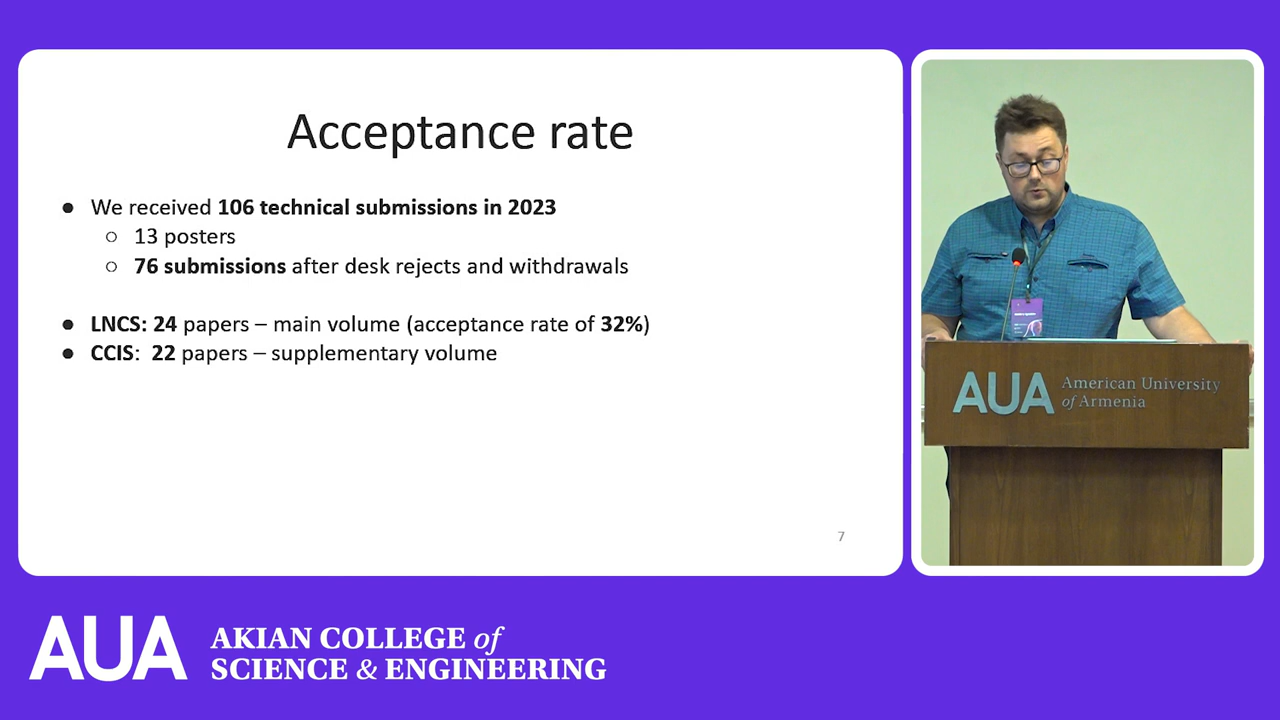 Acceptance rate
● We received 106 technical submissions in 2023
○ 13 posters
○ 76 submissions after desk rejects and withdrawals
● LNCS: 24 papers – main volume (acceptance rate of 32%)
● CCIS: 22 papers – supplementary volume
7
AUA American University
of Armenia
AUA AKIAN COLLEGE of
SCIENCE & ENGINEERING